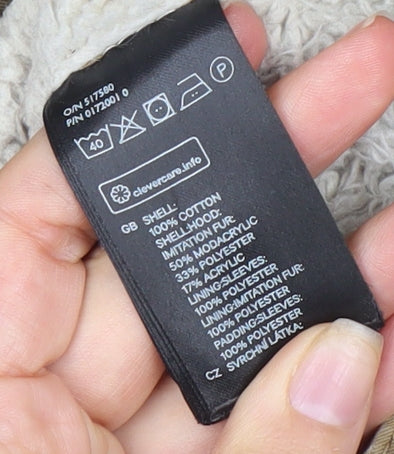 O/N 517580
P/N 0172001 0
40
P
clevercare.info
GB SHELL:
100% COTTON
SHELL:HOOD:
IMITATION FUR:
50% MODACRYLIC
33% POLYESTER
17% ACRYLIC
LINING:SLEEVES:
100% POLYESTER
LINING:IMITATION FUR:
100% POLYESTER
PADDING:SLEEVES:
100% POLYESTER
CZ SVRCHNÍ LÁTKA: